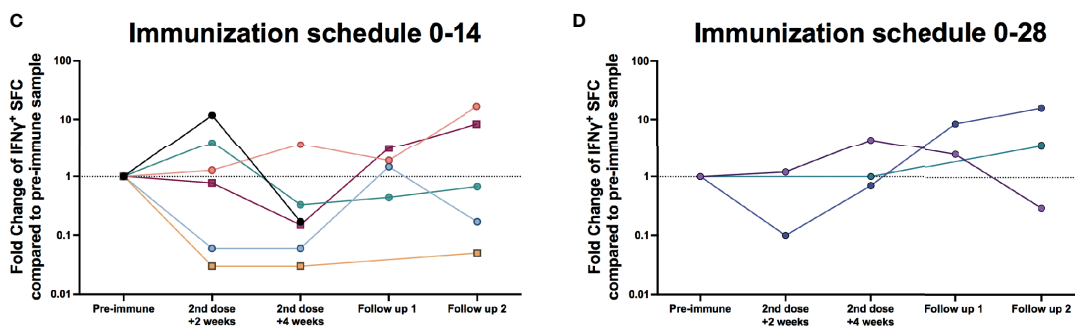 C
Immunization schedule 0-14
Fold Change of IFNγ⁺ SFC
compared to pre-immune sample
100
10
1
0.1
0.01
Pre-immune
2nd dose
+2 weeks
2nd dose
+4 weeks
Follow up 1
Follow up 2
D
Immunization schedule 0-28
Fold Change of IFNγ⁺ SFC
compared to pre-immune sample
100
10
1
0.1
0.01
Pre-immune
2nd dose
+2 weeks
2nd dose
+4 weeks
Follow up 1
Follow up 2